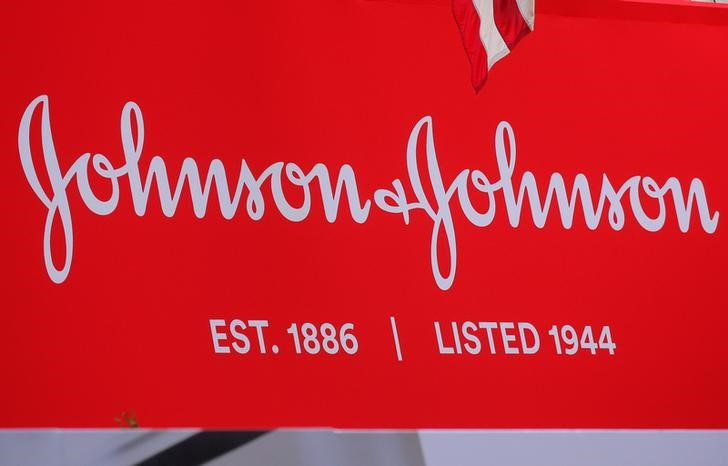 Johnson & Johnson
EST. 1886 | LISTED 1944